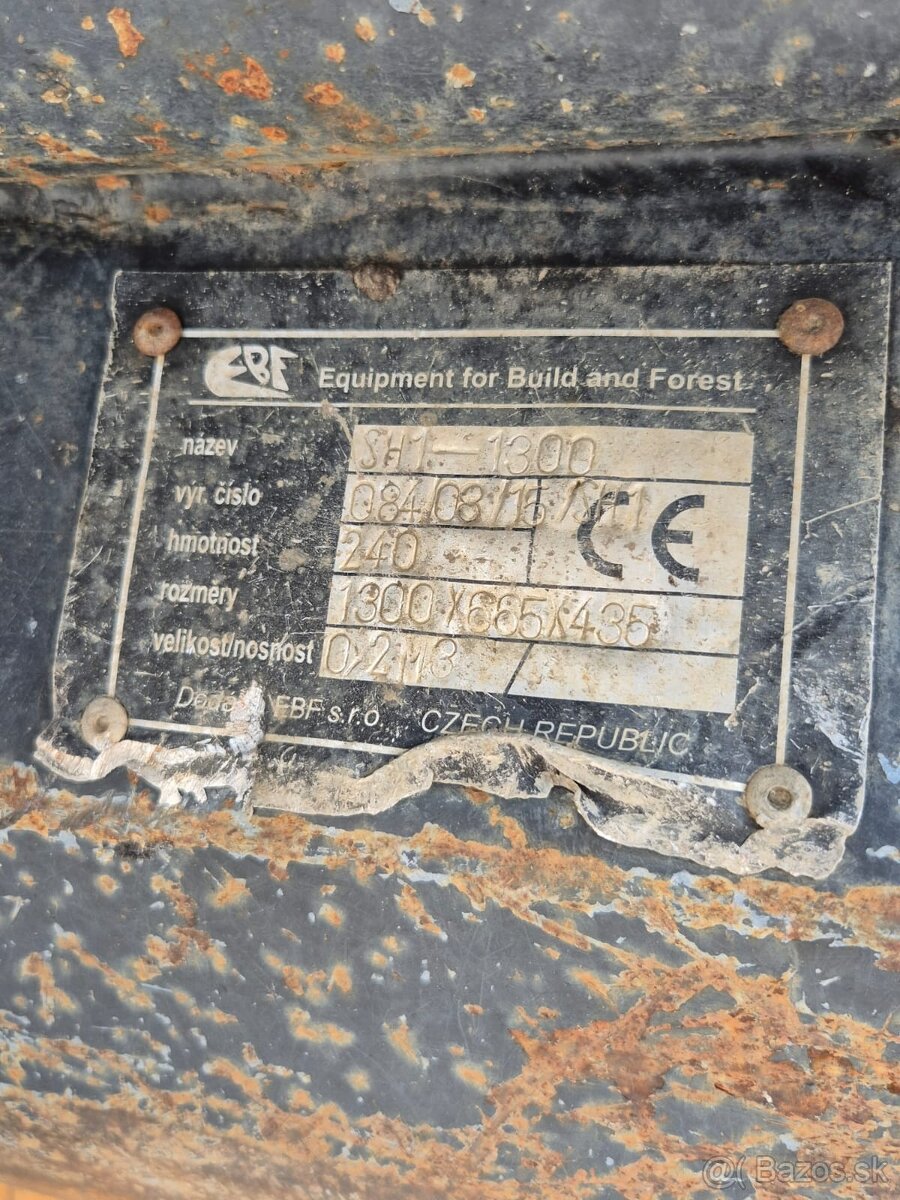 EBF Equipment for Build and Forest
název SH1-1300
výr. číslo 084/08/15/SH1
CE
hmotnost 240
rozměry 1300X665X435
velikost/nosnost 0,2M3
EBF s.r.o. CZECH REPUBLIC
Bazos.sk